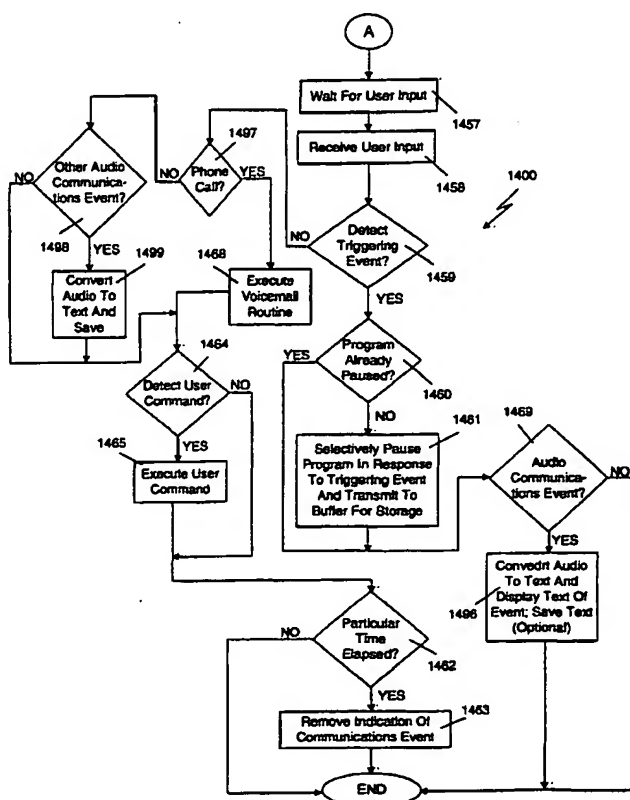 A
Wait For User Input
1457
Receive User Input
1458
1400
Detect
Triggering
Event?
1459
NO
YES
1497
Phone
Call?
NO
YES
Other Audio
Communica-
tions Event?
NO
1498
YES
1499
Convert
Audio To
Text And
Save
1468
Execute
Voicemail
Routine
1464
Detect User
Command?
NO
YES
1465
Execute User
Command
Program
Already
Paused?
YES
1460
NO
1461
Selectively Pause
Program In Response
To Triggering Event
And Transmit To
Buffer For Storage
1469
Audio
Communica-
tions Event?
NO
YES
Convedrt Audio
To Text And
Display Text Of
Event; Save Text
(Optional)
1496
Particular
Time
Elapsed?
NO
1462
YES
Remove Indication Of
Communications Event
1463
END